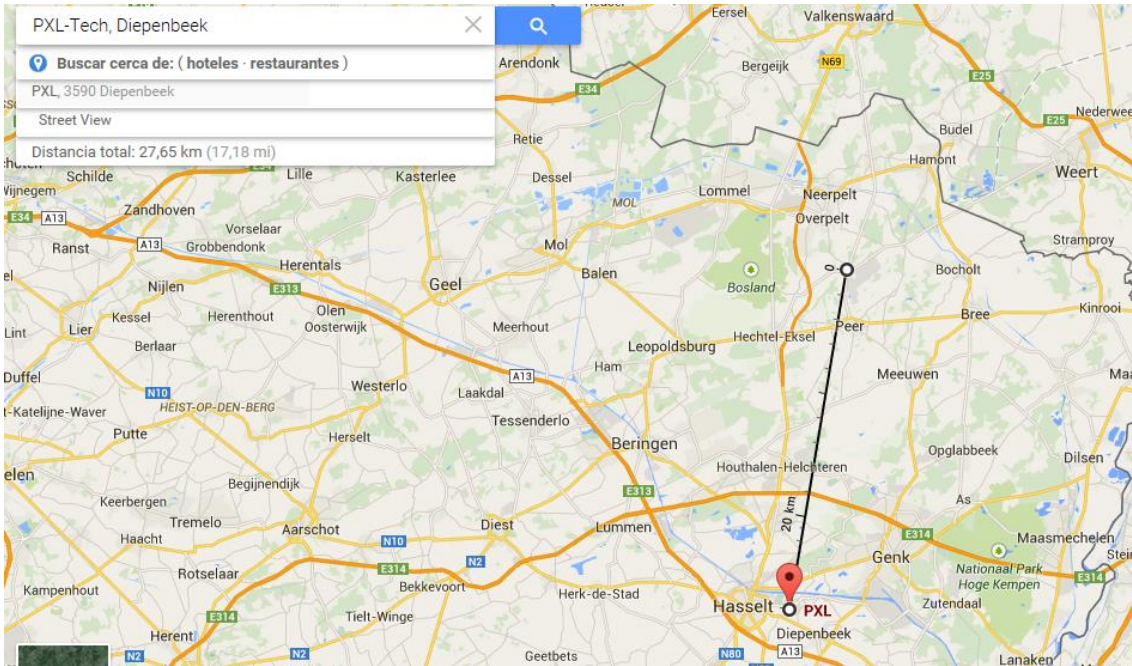 PXL-Tech, Diepenbeek
Buscar cerca de: ( hoteles · restaurantes )
PXL, 3590 Diepenbeek
Street View
Distancia total: 27,65 km (17,18 mi)
Eersel
Valkenswaard
Arendonk
Bergeijk
N69
E25
E34
Nederwee
E25
Retie
Budel
Schilde
Lille
Kasterlee
Dessel
Hamont
Weert
Wijnegem
Lommel
Neerpelt
Zandhoven
MOL
Overpelt
E34
A13
Vorselaar
A13
Grobbendonk
Mol
Stramproy
Ranst
Herentals
Balen
0
Bocholt
Nijlen
E313
Geel
Bosland
Kessel
Herenthout
Olen
Oosterwijk
Meerhout
Peer
Bree
Kinrooi
Lint
Lier
Hechtel-Eksel
Berlaar
Leopoldsburg
Ham
Duffel
A13
Meeuwen
Maa
N10
Westerlo
Laakdal
t-Katelijne-Waver
HEIST-OP-DEN-BERG
Tessenderlo
Putte
Herselt
Beringen
Opglabbeek
Dilsen
elen
Houthalen-Helchteren
Begijnendijk
E313
As
Keerbergen
20 km
Tremelo
Aarschot
Diest
Lummen
E314
Maasmechelen
Haacht
N10
Genk
Stein
N2
Rotselaar
E314
Nationaal Park
Hoge Kempen
E314
Kampenhout
Bekkevoort
Herk-de-Stad
Hasselt
PXL
Zutendaal
E314
Tielt-Winge
Diepenbeek
Herent
N2
N2
Geetbets
N80
A13
Lanaken